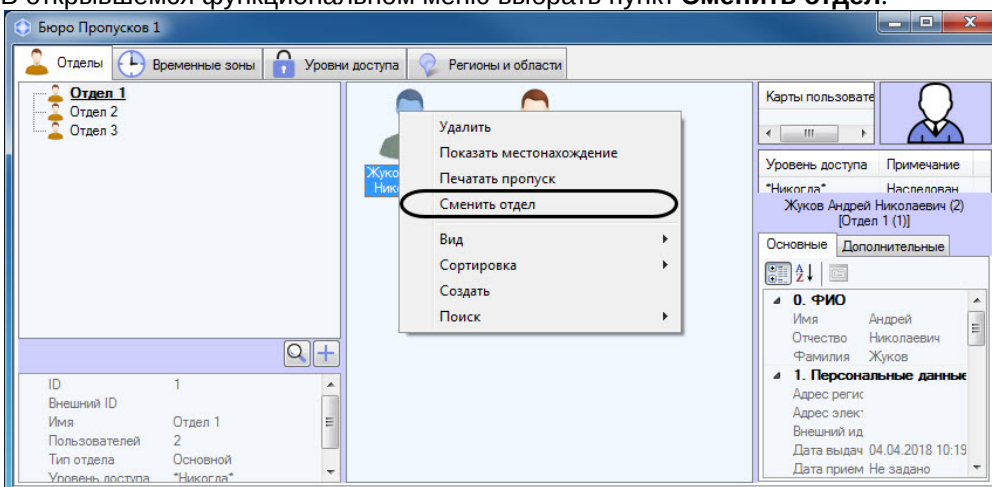 В открывшемся функциональном меню выбрать пункт Сменить отдел.
Бюро Пропусков 1
Отделы Временные зоны Уровни доступа Регионы и области
Отдел 1
Отдел 2
Отдел 3
ID 1
Внешний ID
Имя Отдел 1
Пользователей 2
Тип отдела Основной
Уровень доступа *Никогда*
Жуко
Нико
Удалить
Показать местонахождение
Печатать пропуск
Сменить отдел
Вид
Сортировка
Создать
Поиск
Карты пользовате
Уровень доступа Примечание
*Никогда* Наследован
Жуков Андрей Николаевич (2)
[Отдел 1 (1)]
Основные Дополнительные
0. ФИО
Имя Андрей
Отчество Николаевич
Фамилия Жуков
1. Персональные данные
Адрес регис
Адрес элект
Внешний ид
Дата выдач 04.04.2018 10:19
Дата прием Не задано